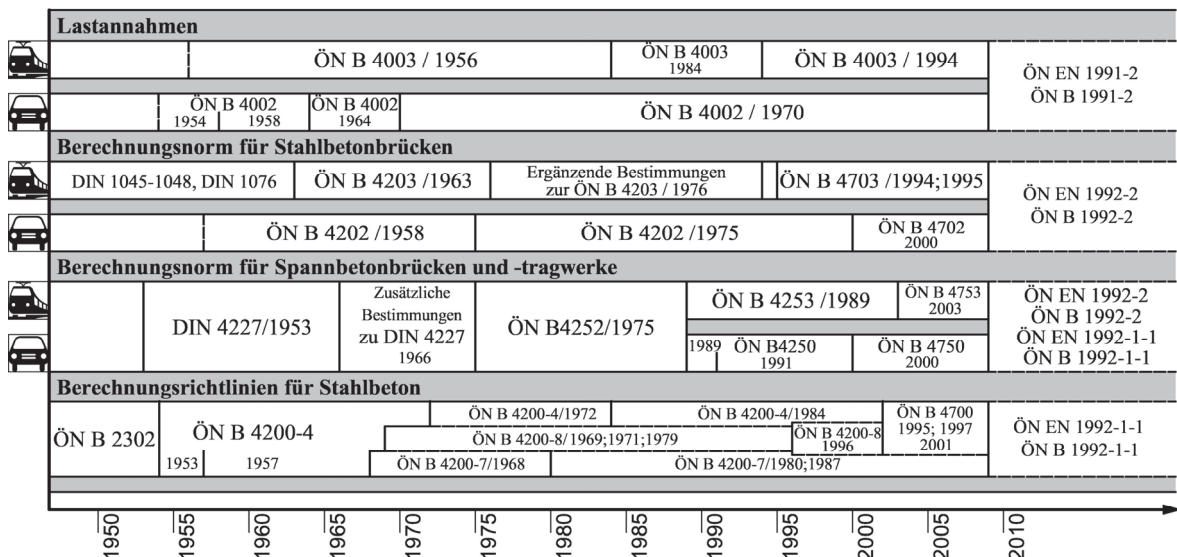 Lastannahmen
ÖN B 4003 / 1956
ÖN B 4003
1984
ÖN B 4003 / 1994
ÖN EN 1991-2
ÖN B 1991-2
ÖN B 4002
1954
1958
ÖN B 4002
1964
ÖN B 4002 / 1970
Berechnungsnorm für Stahlbetonbrücken
DIN 1045-1048, DIN 1076
ÖN B 4203 /1963
Ergänzende Bestimmungen
zur ÖN B 4203 / 1976
ÖN B 4703 /1994;1995
ÖN EN 1992-2
ÖN B 1992-2
ÖN B 4202 /1958
ÖN B 4202 /1975
ÖN B 4702
2000
Berechnungsnorm für Spannbetonbrücken und -tragwerke
DIN 4227/1953
Zusätzliche
Bestimmungen
zu DIN 4227
1966
ÖN B4252/1975
ÖN B 4253 /1989
ÖN B 4753
2003
1989
ÖN B4250
1991
ÖN B 4750
2000
ÖN EN 1992-2
ÖN B 1992-2
ÖN EN 1992-1-1
ÖN B 1992-1-1
Berechnungsrichtlinien für Stahlbeton
ÖN B 2302
ÖN B 4200-4
1953
1957
ÖN B 4200-4/1972
ÖN B 4200-4/1984
ÖN B 4200-8/1969;1971;1979
ÖN B 4200-8
1996
ÖN B 4700
1995; 1997
2001
ÖN B 4200-7/1968
ÖN B 4200-7/1980;1987
ÖN EN 1992-1-1
ÖN B 1992-1-1
1950
1955
1960
1965
1970
1975
1980
1985
1990
1995
2000
2005
2010